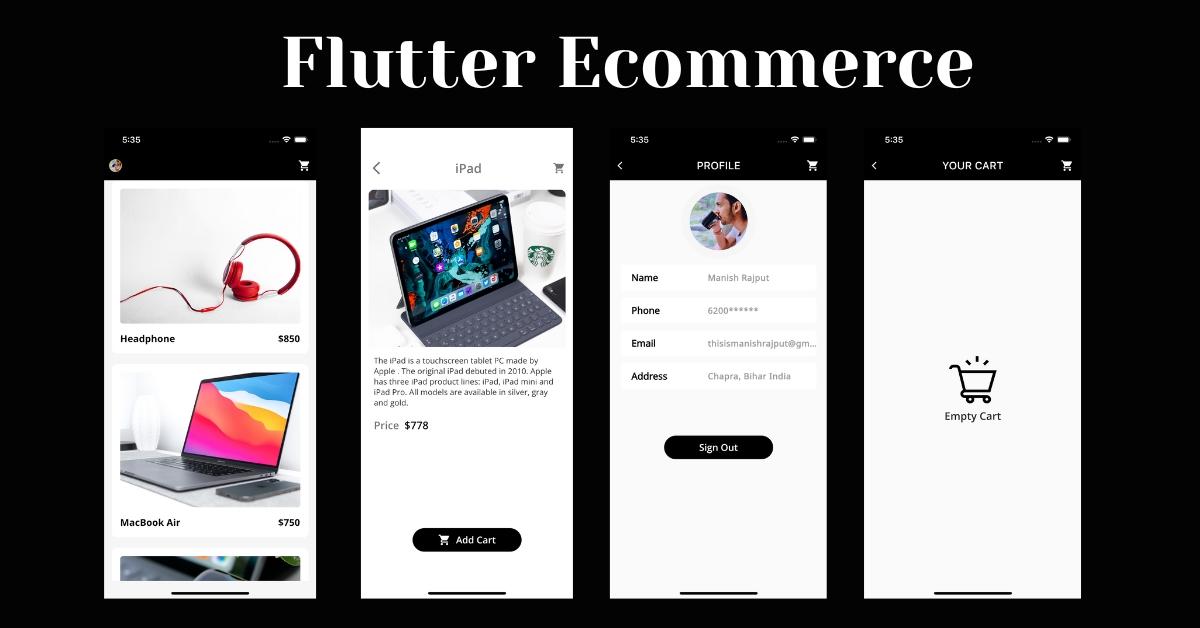 Flutter Ecommerce
5:35
Headphone $850
MacBook Air $750
iPad
The iPad is a touchscreen tablet PC made by
Apple . The original iPad debuted in 2010. Apple
has three iPad product lines: iPad, iPad mini and
iPad Pro. All models are available in silver, gray
and gold.
Price $778
Add Cart
5:35
PROFILE
Name Manish Rajput
Phone 6200******
Email thisismanishrajput@gm...
Address Chapra, Bihar India
Sign Out
5:35
YOUR CART
Empty Cart